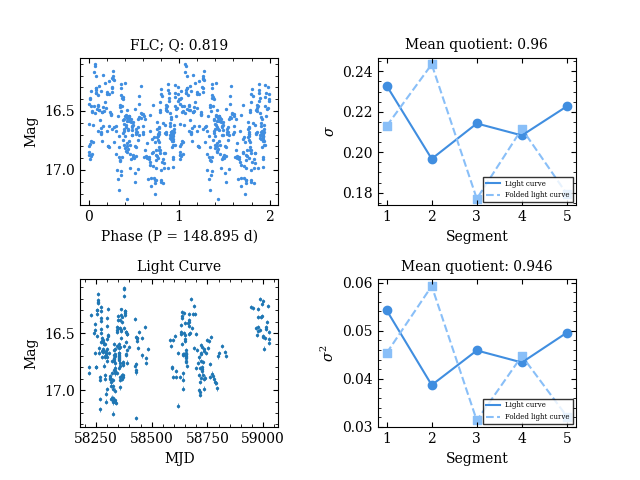 FLC; Q: 0.819
Mag
16.5
17.0
0
1
2
Phase (P = 148.895 d)
Mean quotient: 0.96
σ
0.24
0.22
0.20
0.18
Light curve
Folded light curve
1
2
3
4
5
Segment
Light Curve
Mag
16.5
17.0
58250
58500
58750
59000
MJD
Mean quotient: 0.946
σ²
0.06
0.05
0.04
0.03
Light curve
Folded light curve
1
2
3
4
5
Segment